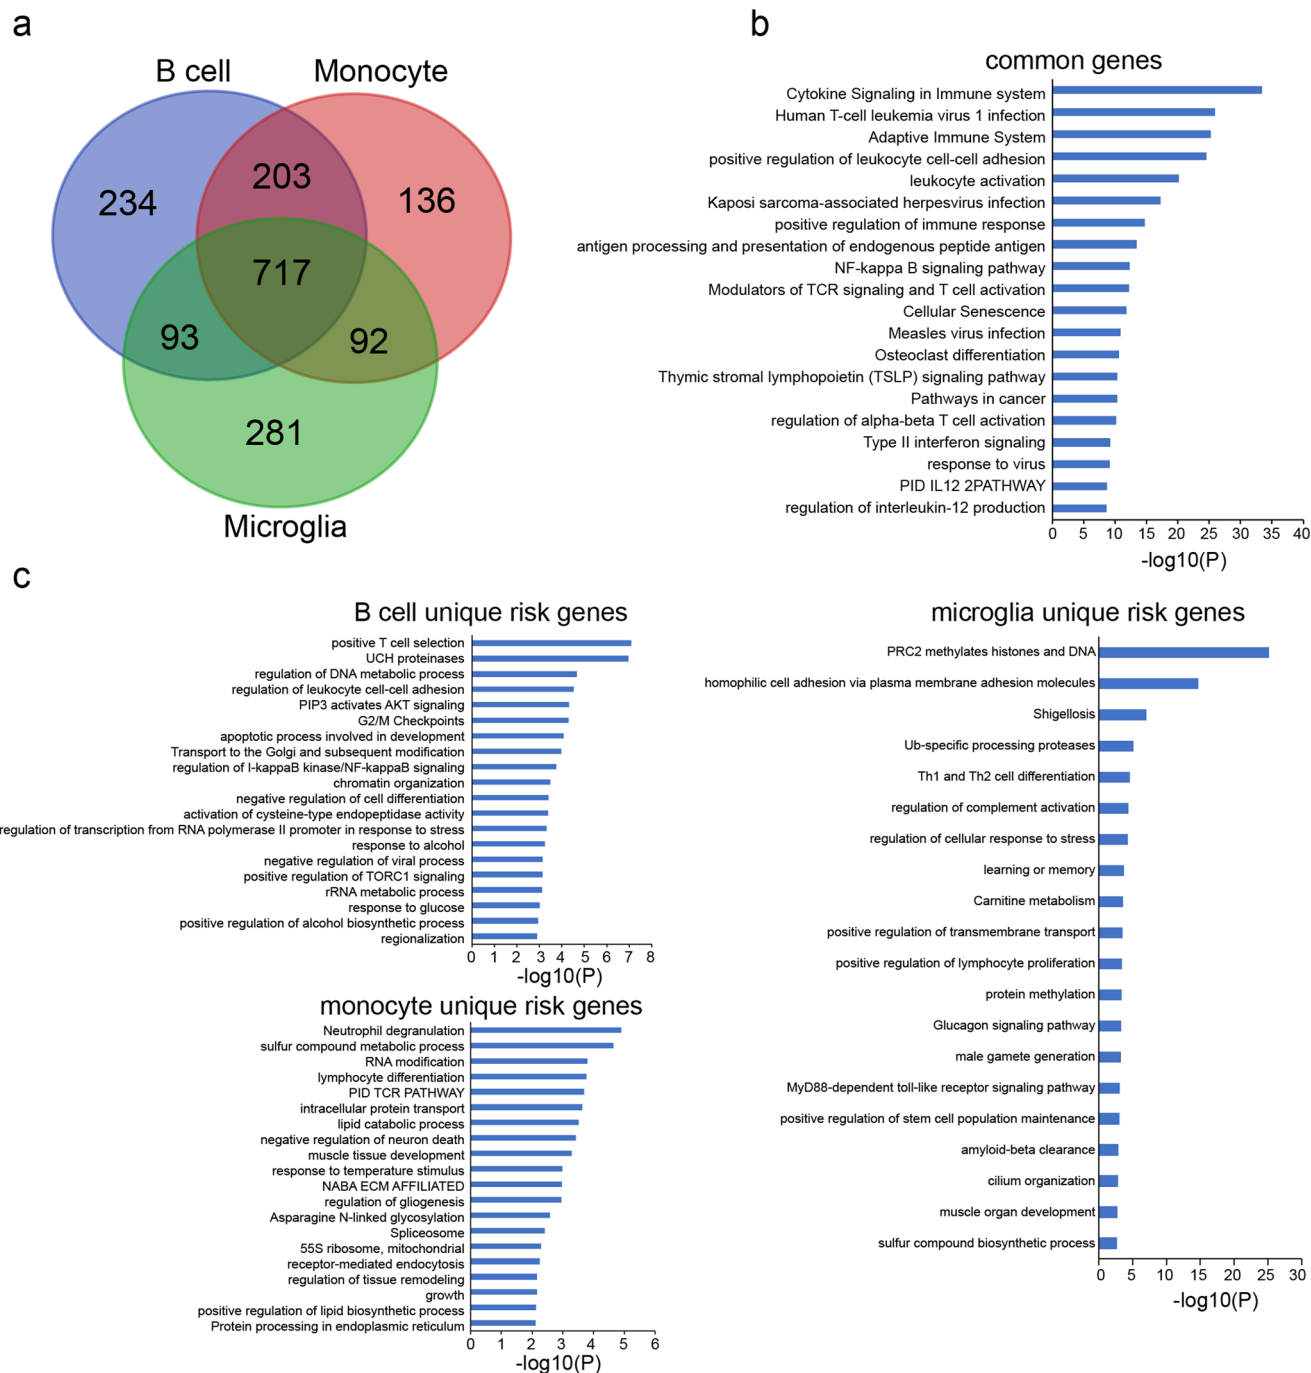 a
B cell
Monocyte
203
234
136
717
93
92
281
Microglia
b
common genes
Cytokine Signaling in Immune system
Human T-cell leukemia virus 1 infection
Adaptive Immune System
positive regulation of leukocyte cell-cell adhesion
leukocyte activation
Kaposi sarcoma-associated herpesvirus infection
positive regulation of immune response
antigen processing and presentation of endogenous peptide antigen
NF-kappa B signaling pathway
Modulators of TCR signaling and T cell activation
Cellular Senescence
Measles virus infection
Osteoclast differentiation
Thymic stromal lymphopoietin (TSLP) signaling pathway
Pathways in cancer
regulation of alpha-beta T cell activation
Type II interferon signaling
response to virus
PID IL12 2PATHWAY
regulation of interleukin-12 production
0 5 10 15 20 25 30 35 40
-log10(P)
c
B cell unique risk genes
positive T cell selection
UCH proteinases
regulation of DNA metabolic process
regulation of leukocyte cell-cell adhesion
PIP3 activates AKT signaling
G2/M Checkpoints
apoptotic process involved in development
Transport to the Golgi and subsequent modification
regulation of I-kappaB kinase/NF-kappaB signaling
chromatin organization
negative regulation of cell differentiation
activation of cysteine-type endopeptidase activity
regulation of transcription from RNA polymerase II promoter in response to stress
response to alcohol
negative regulation of viral process
positive regulation of TORC1 signaling
rRNA metabolic process
response to glucose
positive regulation of alcohol biosynthetic process
regionalization
0 1 2 3 4 5 6 7 8
-log10(P)
monocyte unique risk genes
Neutrophil degranulation
sulfur compound metabolic process
RNA modification
lymphocyte differentiation
PID TCR PATHWAY
intracellular protein transport
lipid catabolic process
negative regulation of neuron death
muscle tissue development
response to temperature stimulus
NABA ECM AFFILIATED
regulation of gliogenesis
Asparagine N-linked glycosylation
Spliceosome
55S ribosome, mitochondrial
receptor-mediated endocytosis
regulation of tissue remodeling
growth
positive regulation of lipid biosynthetic process
Protein processing in endoplasmic reticulum
0 1 2 3 4 5 6
-log10(P)
microglia unique risk genes
PRC2 methylates histones and DNA
homophilic cell adhesion via plasma membrane adhesion molecules
Shigellosis
Ub-specific processing proteases
Th1 and Th2 cell differentiation
regulation of complement activation
regulation of cellular response to stress
learning or memory
Carnitine metabolism
positive regulation of transmembrane transport
positive regulation of lymphocyte proliferation
protein methylation
Glucagon signaling pathway
male gamete generation
MyD88-dependent toll-like receptor signaling pathway
positive regulation of stem cell population maintenance
amyloid-beta clearance
cilium organization
muscle organ development
sulfur compound biosynthetic process
0 5 10 15 20 25 30
-log10(P)